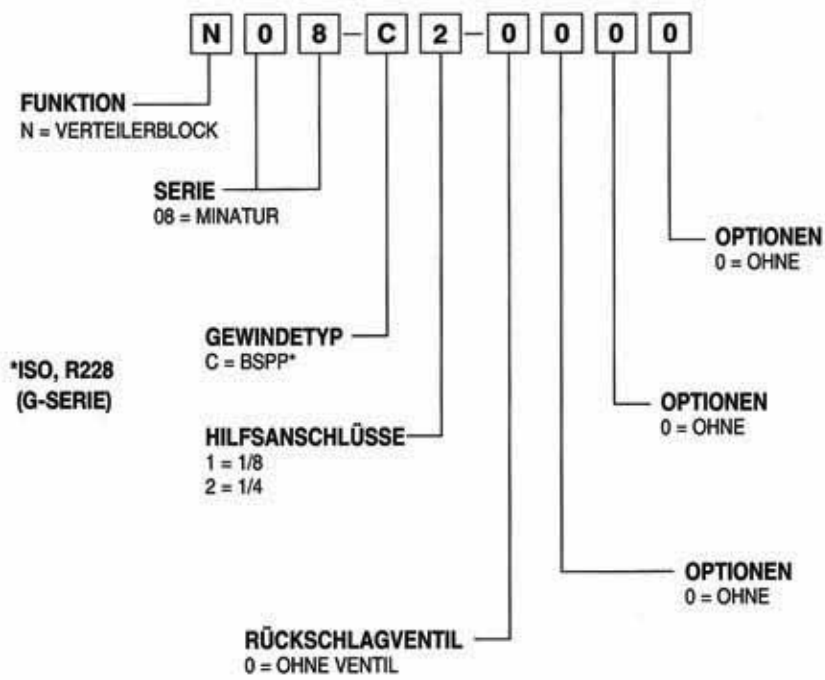 N 0 8 - C 2 - 0 0 0 0
FUNKTION
N = VERTEILERBLOCK
SERIE
08 = MINATUR
OPTIONEN
0 = OHNE
GEWINDETYP
C = BSPP*
*ISO, R228
(G-SERIE)
OPTIONEN
0 = OHNE
HILFSANSCHLÜSSE
1 = 1/8
2 = 1/4
OPTIONEN
0 = OHNE
RÜCKSCHLAGVENTIL
0 = OHNE VENTIL